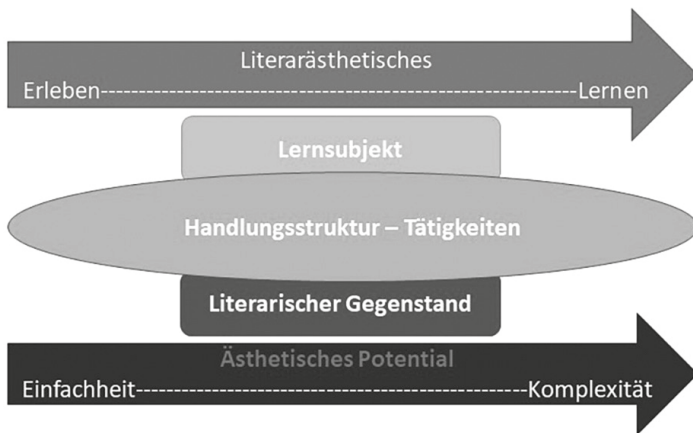 Literarästhetisches
Erleben-------------------------------------------------------------Lernen
Lernsubjekt
Handlungsstruktur – Tätigkeiten
Literarischer Gegenstand
Ästhetisches Potential
Einfachheit--------------------------------------------------Komplexität